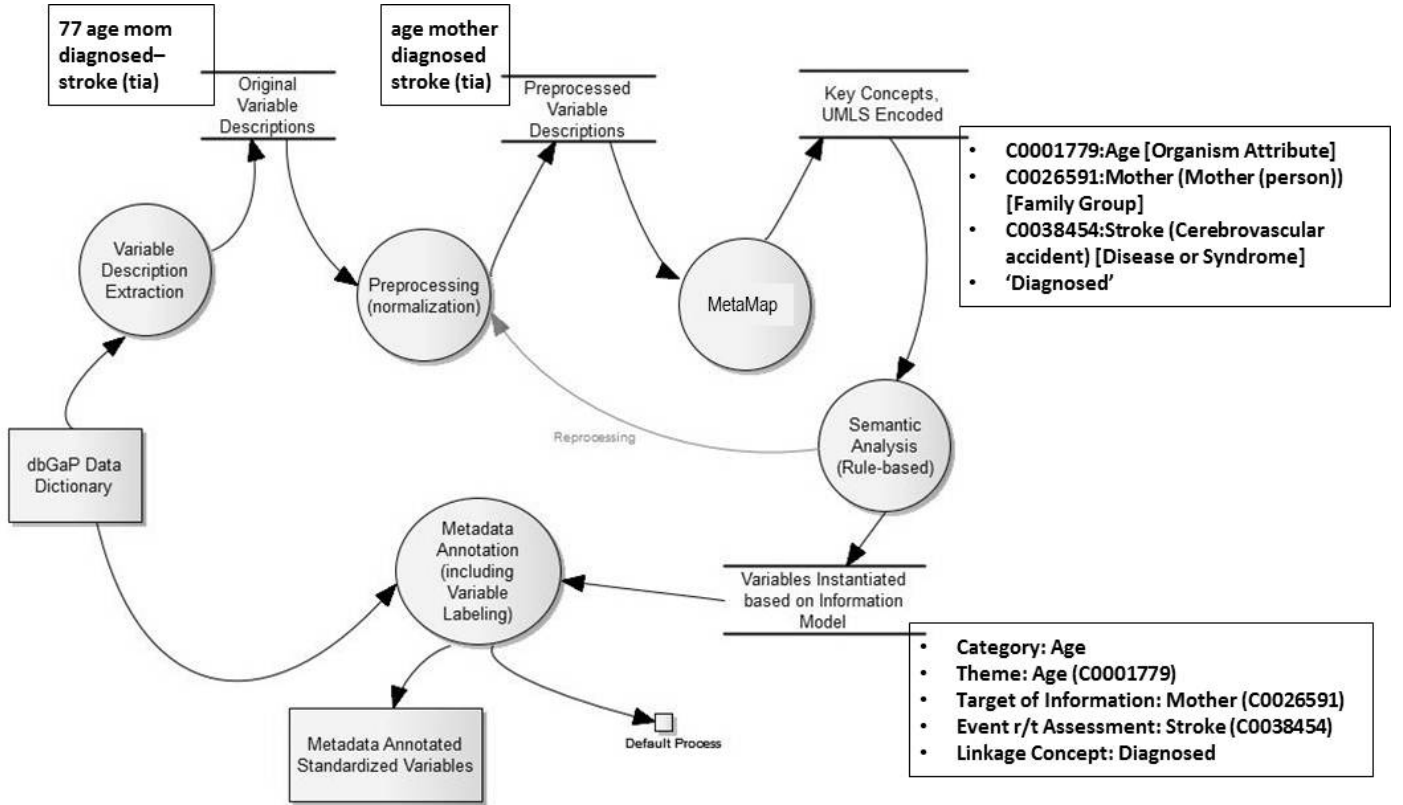 77 age mom
diagnosed–
stroke (tia)
Original
Variable
Descriptions
age mother
diagnosed
stroke (tia)
Preprocessed
Variable
Descriptions
Key Concepts,
UMLS Encoded
• C0001779:Age [Organism Attribute]
• C0026591:Mother (Mother (person))
[Family Group]
• C0038454:Stroke (Cerebrovascular
accident) [Disease or Syndrome]
• ‘Diagnosed’
Variable
Description
Extraction
Preprocessing
(normalization)
MetaMap
Semantic
Analysis
(Rule-based)
Reprocessing
dbGaP Data
Dictionary
Metadata
Annotation
(including
Variable
Labeling)
Variables Instantiated
based on Information
Model
• Category: Age
• Theme: Age (C0001779)
• Target of Information: Mother (C0026591)
• Event r/t Assessment: Stroke (C0038454)
• Linkage Concept: Diagnosed
Metadata Annotated
Standardized Variables
Default Process